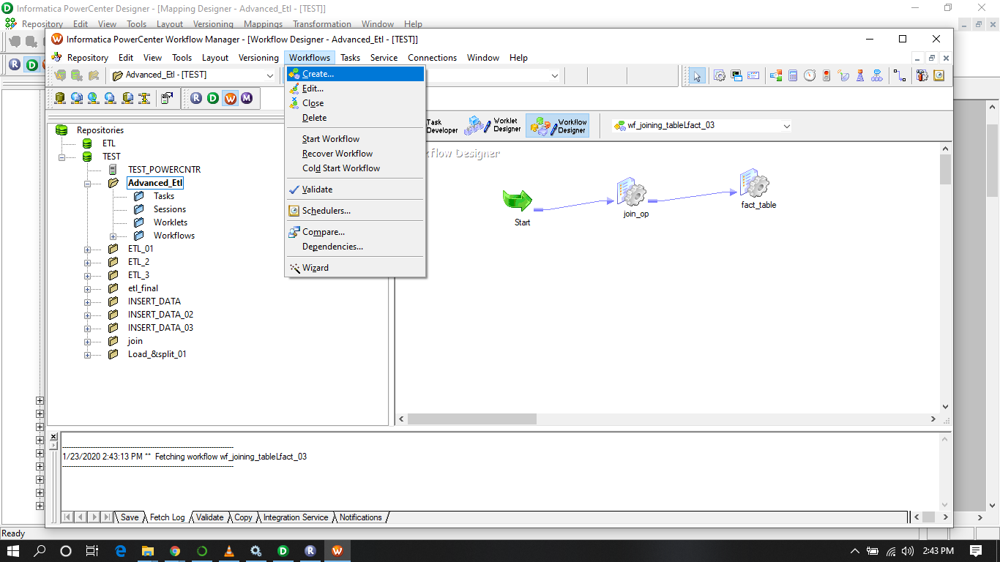 Informatica PowerCenter Designer - [Mapping Designer - Advanced_Etl - [TEST]]
Repository Edit View Tools Layout Versioning Mappings Transformation Window Help
Informatica PowerCenter Workflow Manager - [Workflow Designer - Advanced_Etl - [TEST]]
Repository Edit View Tools Layout Versioning Workflows Tasks Service Connections Window Help
Advanced_Etl - [TEST]
Create...
Edit...
Close
Delete
Start Workflow
Recover Workflow
Cold Start Workflow
Validate
Schedulers...
Compare...
Dependencies...
Wizard
R D W M
Task Developer
Worklet Designer
Workflow Designer
wf_joining_tableLfact_03
kflow Designer
Start
join_op
fact_table
Repositories
ETL
TEST
TEST_POWERCNTR
Advanced_Etl
Tasks
Sessions
Worklets
Workflows
ETL_01
ETL_2
ETL_3
etl_final
INSERT_DATA
INSERT_DATA_02
INSERT_DATA_03
join
Load_&split_01
1/23/2020 2:43:13 PM ** Fetching workflow wf_joining_tableLfact_03
Save Fetch Log Validate Copy Integration Service Notifications
Ready
2:43 PM